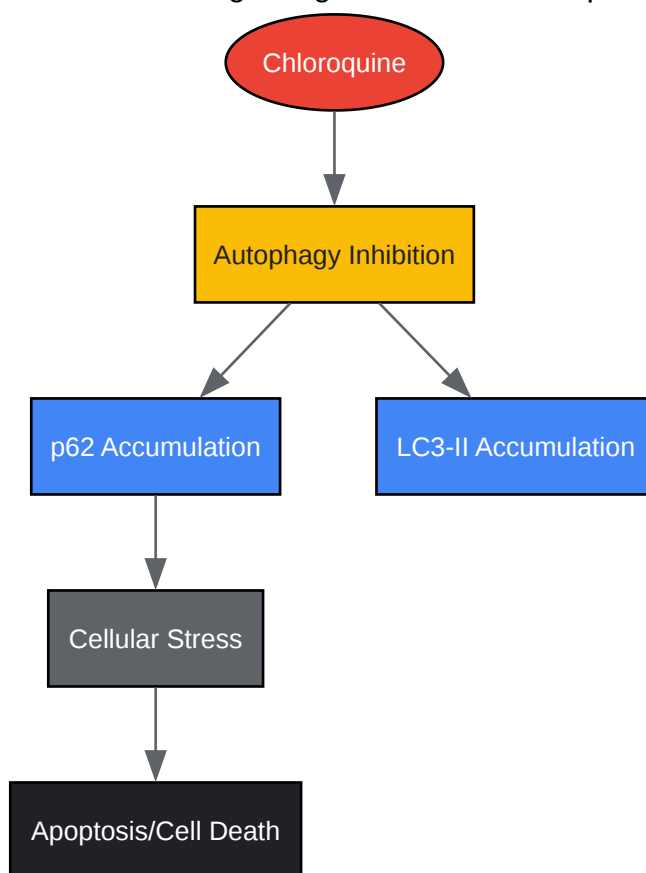 Chloroquine
Autophagy Inhibition
p62 Accumulation
LC3-II Accumulation
Cellular Stress
Apoptosis/Cell Death